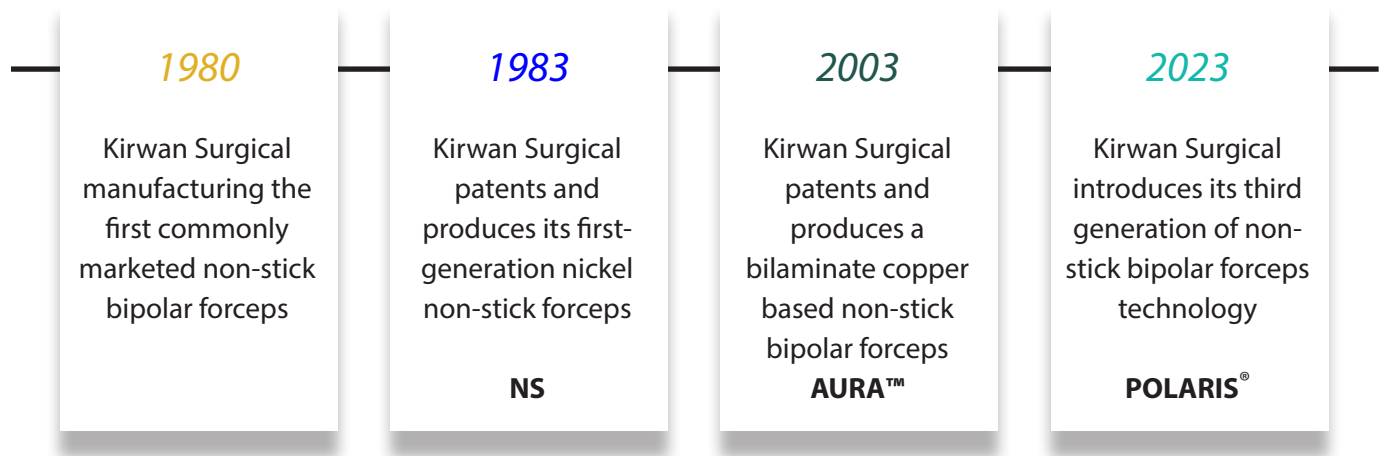 1980
Kirwan Surgical
manufacturing the
first commonly
marketed non-stick
bipolar forceps
1983
Kirwan Surgical
patents and
produces its first-
generation nickel
non-stick forceps
NS
2003
Kirwan Surgical
patents and
produces a
bilaminate copper
based non-stick
bipolar forceps
AURA™
2023
Kirwan Surgical
introduces its third
generation of non-
stick bipolar forceps
technology
POLARIS®